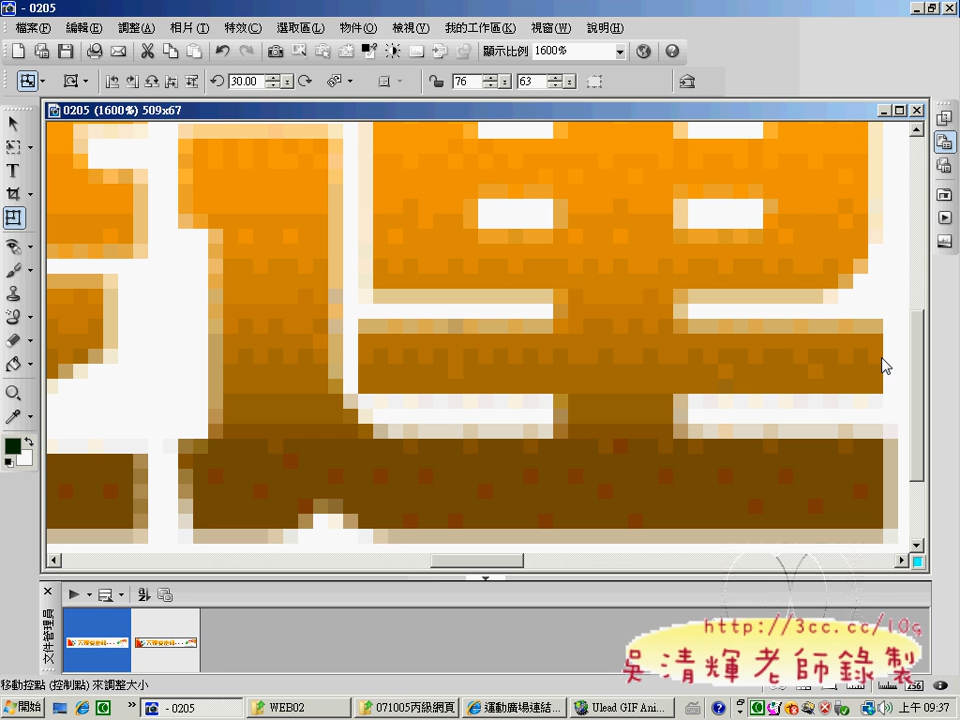 - 0205
檔案(F) 編輯(E) 調整(A) 相片(I) 特效(C) 選取區(L) 物件(O) 檢視(V) 我的工作區(K) 視窗(W) 說明(H)
顯示比例 1600%
30.00 76 63
0205 (1600%) 509x67
文件管理員
http://3cc.cc/10q
吳清輝老師錄製
移動控點 (控制點) 來調整大小
256
開始 - 0205 WEB02 071005丙級網頁 運動廣場連結... Ulead GIF Ani... 上午 09:37